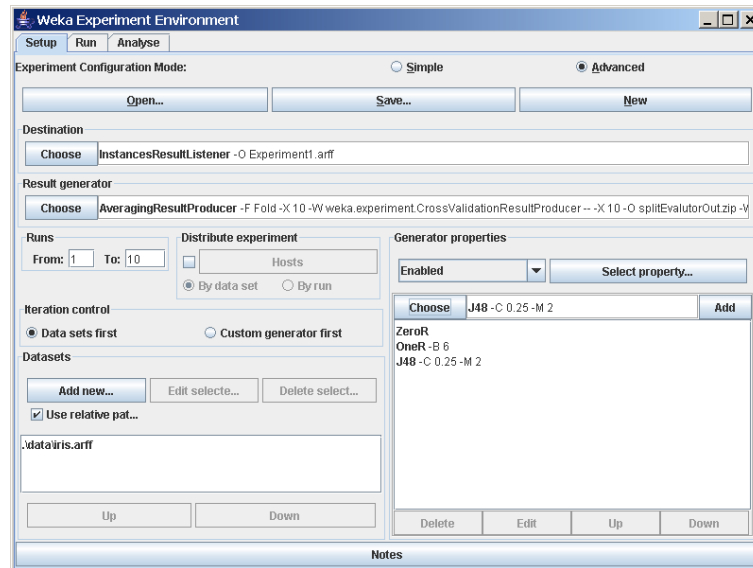 Weka Experiment Environment
Setup Run Analyse
Experiment Configuration Mode: Simple Advanced
Open... Save... New
Destination
Choose InstancesResultListener -O Experiment1.arff
Result generator
Choose AveragingResultProducer -F Fold -X 10 -W weka.experiment.CrossValidationResultProducer -- -X 10 -O splitEvalutorOut.zip -W
Runs
From: 1 To: 10
Distribute experiment
Hosts
By data set By run
Generator properties
Enabled Select property...
Iteration control
Data sets first Custom generator first
Choose J48 -C 0.25 -M 2 Add
ZeroR
OneR -B 6
J48 -C 0.25 -M 2
Datasets
Add new... Edit selecte... Delete select...
Use relative pat...
.\data\iris.arff
Up Down
Delete Edit Up Down
Notes